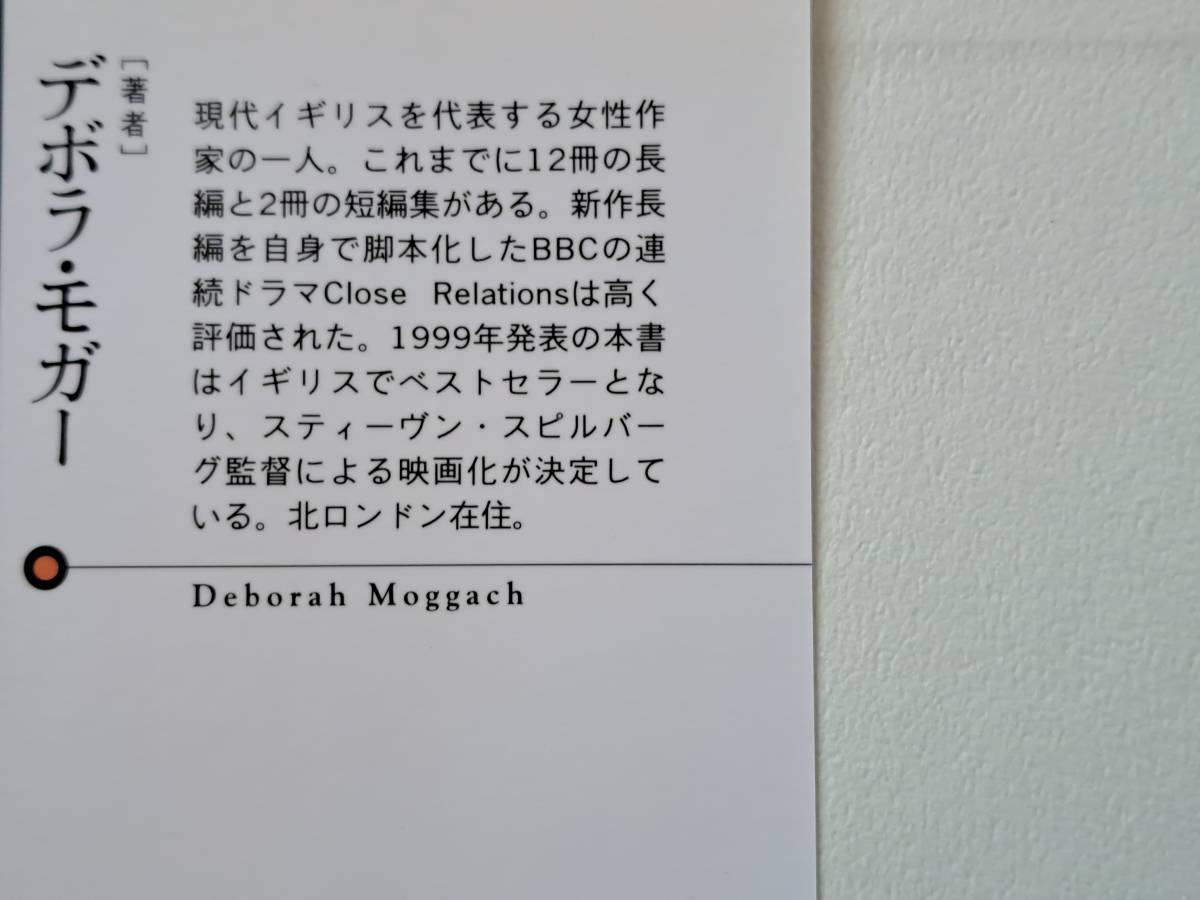 ［著者］
デボラ・モガー
現代イギリスを代表する女性作
家の一人。これまでに12冊の長
編と2冊の短編集がある。新作長
編を自身で脚本化したBBCの連
続ドラマClose Relationsは高く
評価された。1999年発表の本書
はイギリスでベストセラーとな
り、スティーヴン・スピルバー
グ監督による映画化が決定して
いる。北ロンドン在住。
Deborah Moggach